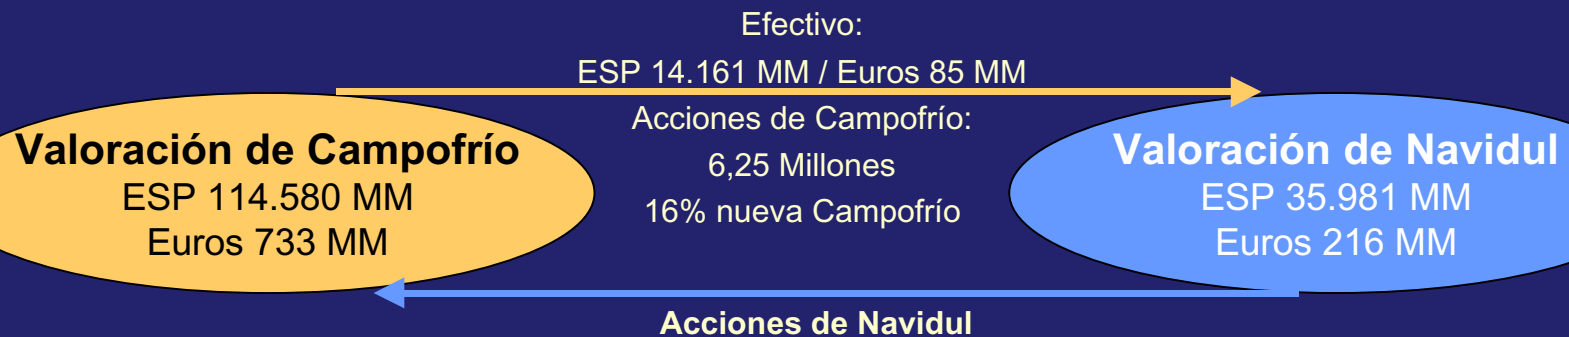 Efectivo:
ESP 14.161 MM / Euros 85 MM
Acciones de Campofrío:
6,25 Millones
16% nueva Campofrío
Valoración de Campofrío
ESP 114.580 MM
Euros 733 MM
Valoración de Navidul
ESP 35.981 MM
Euros 216 MM
Acciones de Navidul